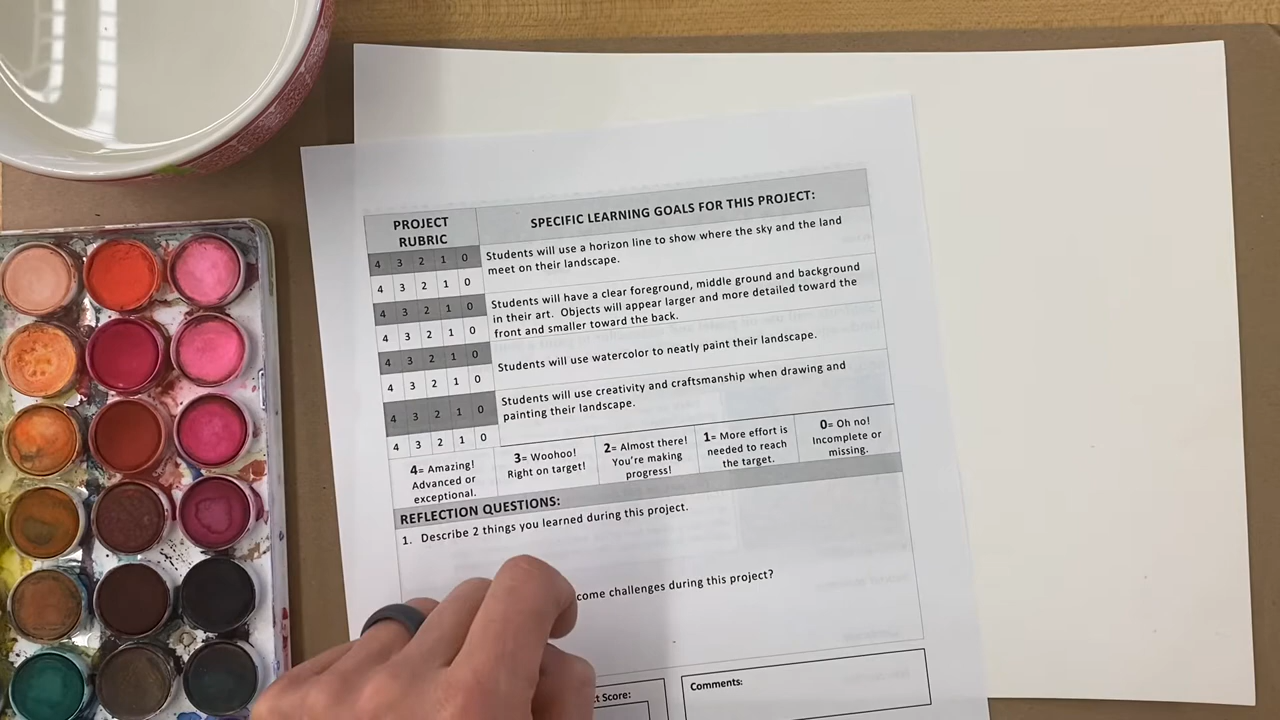 PROJECT
RUBRIC
SPECIFIC LEARNING GOALS FOR THIS PROJECT:
4 3 2 1 0
4 3 2 1 0
Students will use a horizon line to show where the sky and the land
meet on their landscape.
4 3 2 1 0
4 3 2 1 0
Students will have a clear foreground, middle ground and background
in their art. Objects will appear larger and more detailed toward the
front and smaller toward the back.
4 3 2 1 0
4 3 2 1 0
Students will use watercolor to neatly paint their landscape.
4 3 2 1 0
4 3 2 1 0
Students will use creativity and craftsmanship when drawing and
painting their landscape.
4= Amazing!
Advanced or
exceptional.
3= Woohoo!
Right on target!
2= Almost there!
You're making
progress!
1= More effort is
needed to reach
the target.
0= Oh no!
Incomplete or
missing.
REFLECTION QUESTIONS:
1. Describe 2 things you learned during this project.
come challenges during this project?
t Score:
Comments: